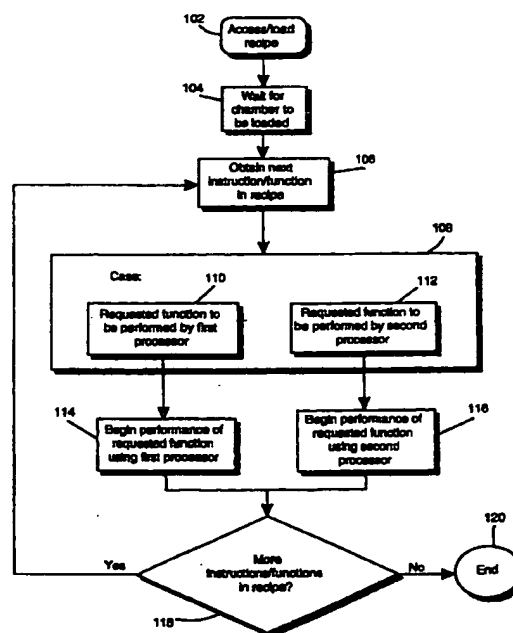 102
Access/load
recipe
104
Wait for
chamber to
be loaded
106
Obtain next
instruction/function
in recipe
108
Case:
110
Requested function to
be performed by first
processor
112
Requested function to
be performed by second
processor
114
Begin performance of
requested function
using first processor
116
Begin performance of
requested function
using second
processor
More
instructions/functions
in recipe?
Yes
No
118
120
End